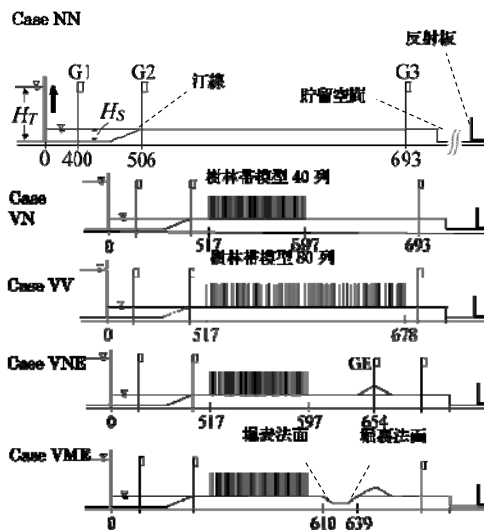 Case NN
反射板
G1 G2 汀線 貯留空間 G3
H_T H_S
0 400 506 693
樹林帯模型 40 列
Case VN
0 517 597 693
樹林帯模型 80 列
Case VV
0 517 678
Case VNE
GE
0 517 597 654
堀表法面 堀裏法面
Case VME
0 610 639